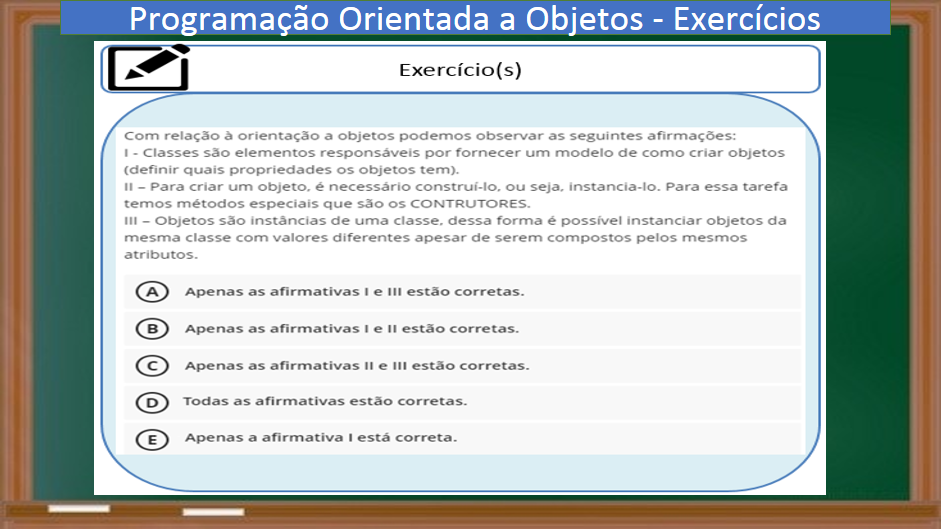 Programação Orientada a Objetos - Exercícios
Exercício(s)
Com relação à orientação a objetos podemos observar as seguintes afirmações:
I - Classes são elementos responsáveis por fornecer um modelo de como criar objetos
(definir quais propriedades os objetos tem).
II – Para criar um objeto, é necessário construí-lo, ou seja, instancia-lo. Para essa tarefa
temos métodos especiais que são os CONTRUTORES.
III – Objetos são instâncias de uma classe, dessa forma é possível instanciar objetos da
mesma classe com valores diferentes apesar de serem compostos pelos mesmos
atributos.
A Apenas as afirmativas I e III estão corretas.
B Apenas as afirmativas I e II estão corretas.
C Apenas as afirmativas II e III estão corretas.
D Todas as afirmativas estão corretas.
E Apenas a afirmativa I está correta.